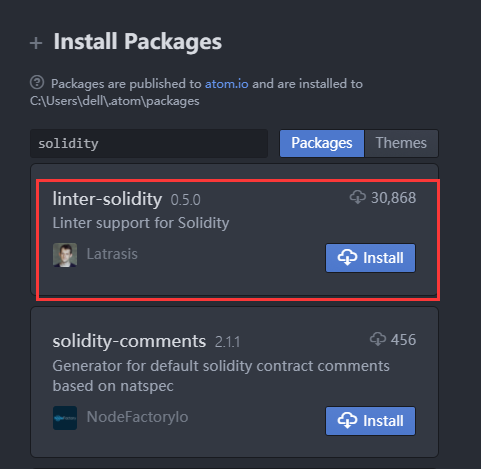 Install Packages
Packages are published to atom.io and are installed to
C:\Users\dell\.atom\packages
solidity
Packages
Themes
linter-solidity 0.5.0
30,868
Linter support for Solidity
Latrasis
Install
solidity-comments 2.1.1
456
Generator for default solidity contract comments
based on natspec
NodeFactoryIo
Install